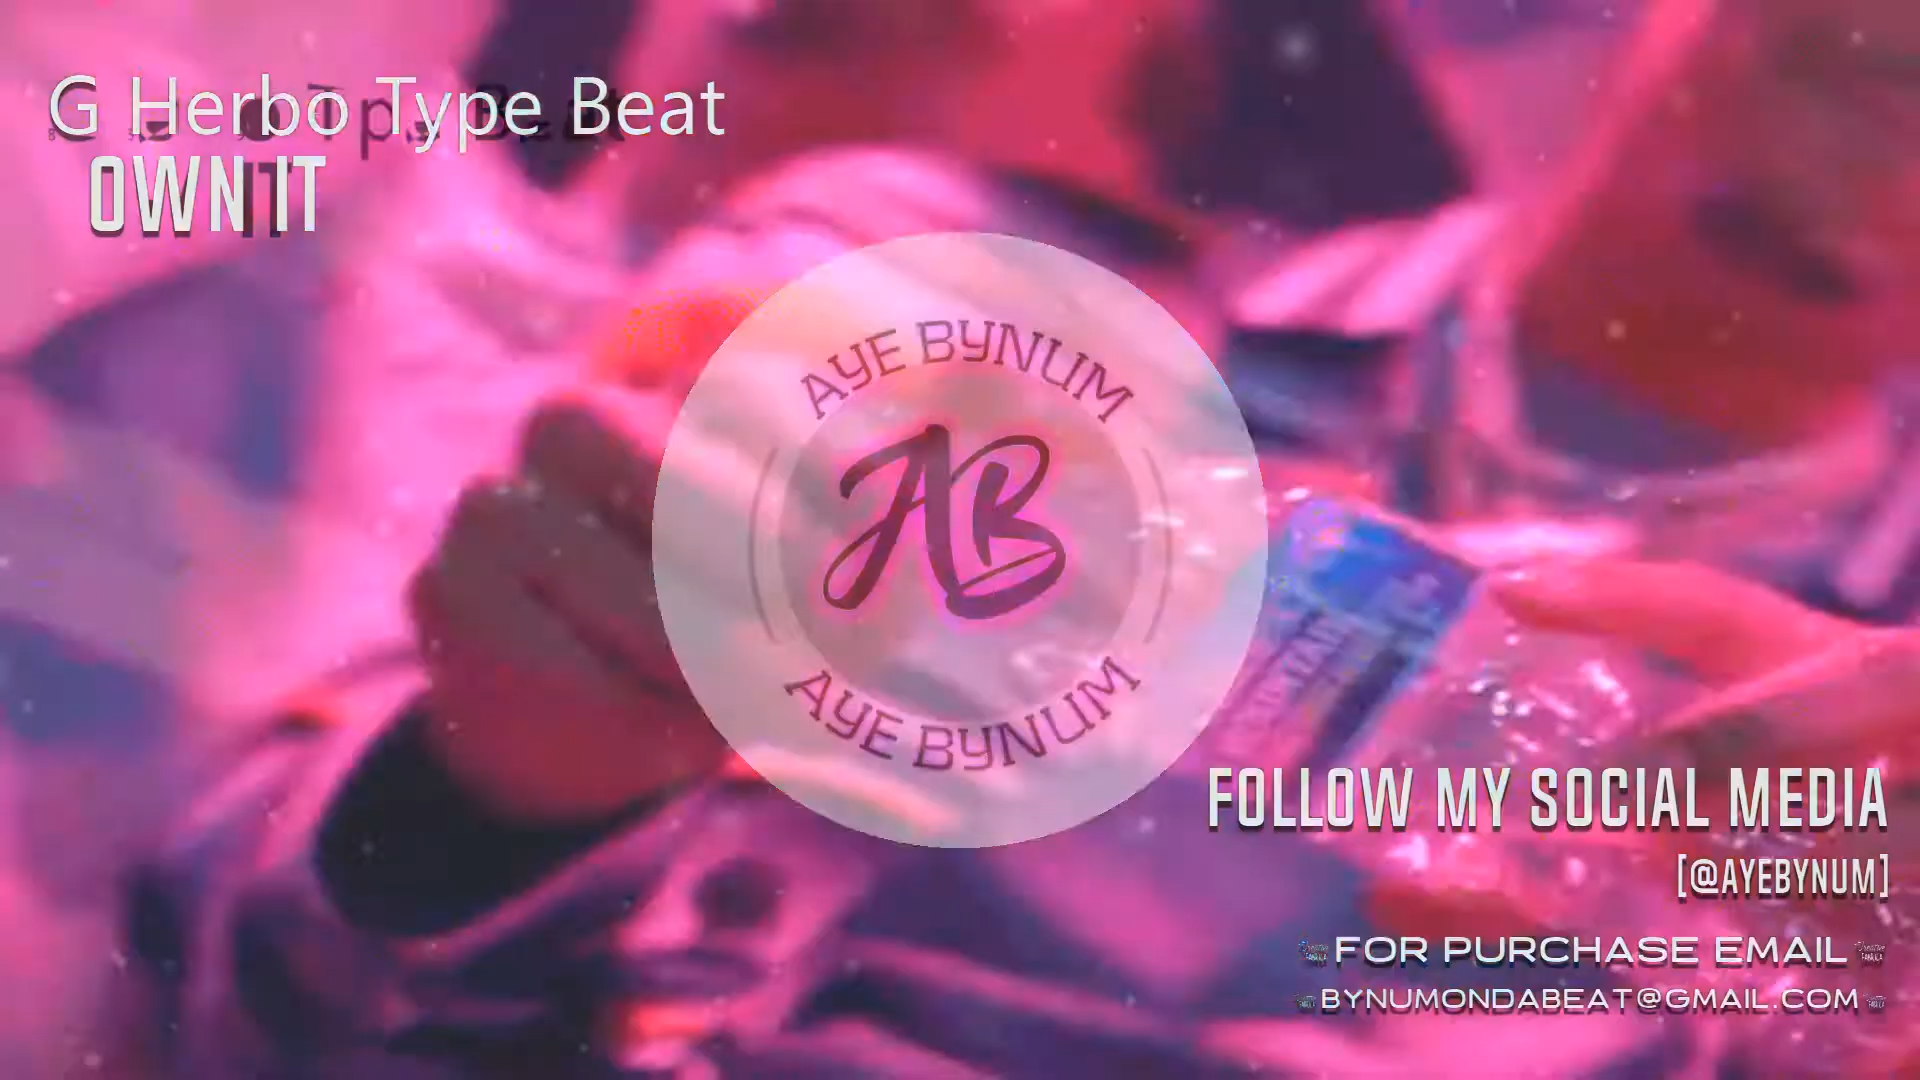 G Herbo Type Beat
OWN IT
AYE BYNUM
AB
AYE BYNUM
FOLLOW MY SOCIAL MEDIA
[@AYEBYNUM]
FOR PURCHASE EMAIL
BYNUMONDABEAT@GMAIL.COM